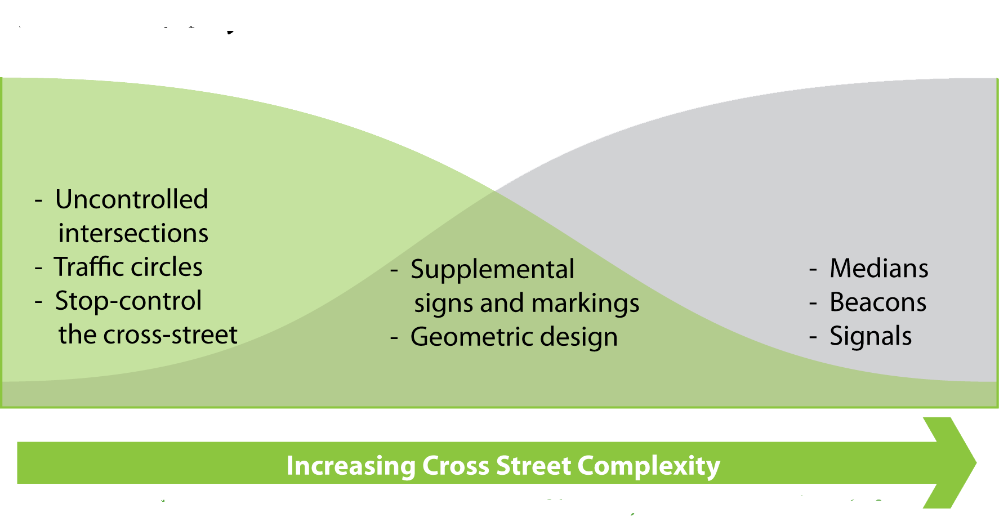 - Uncontrolled
intersections
- Traffic circles
- Stop-control
the cross-street
- Supplemental
signs and markings
- Geometric design
- Medians
- Beacons
- Signals
Increasing Cross Street Complexity